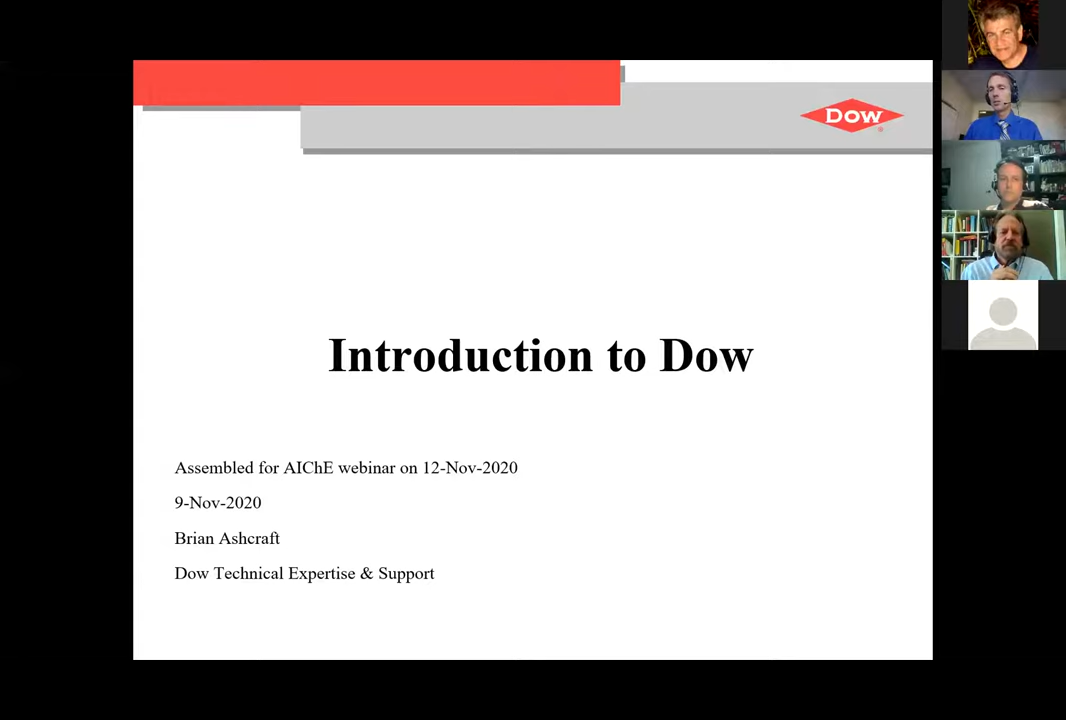 Dow
Introduction to Dow
Assembled for AIChE webinar on 12-Nov-2020
9-Nov-2020
Brian Ashcraft
Dow Technical Expertise & Support